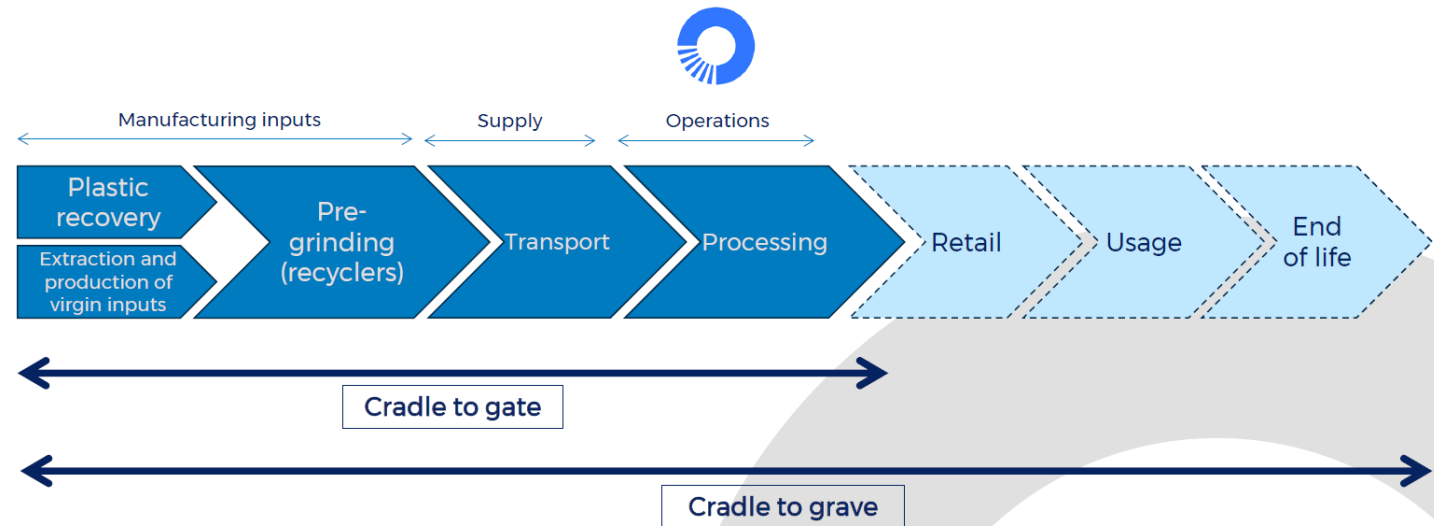 Manufacturing inputs
Supply
Operations
Plastic
recovery
Extraction and
production of
virgin inputs
Pre-
grinding
(recyclers)
Transport
Processing
Retail
Usage
End
of life
Cradle to gate
Cradle to grave